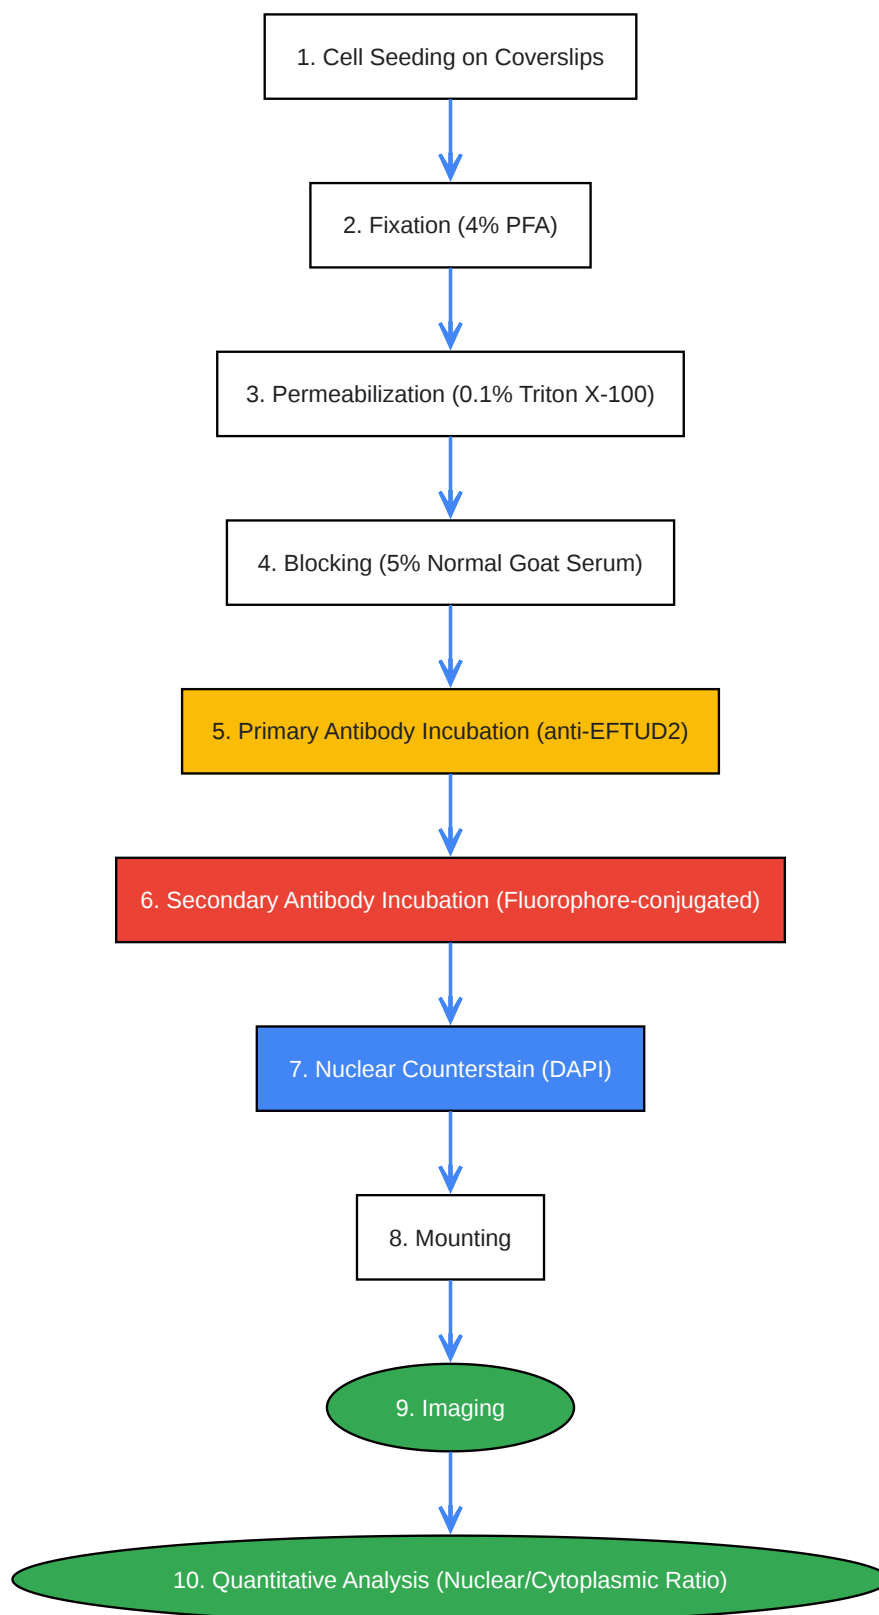 1. Cell Seeding on Coverslips
2. Fixation (4% PFA)
3. Permeabilization (0.1% Triton X-100)
4. Blocking (5% Normal Goat Serum)
5. Primary Antibody Incubation (anti-EFTUD2)
6. Secondary Antibody Incubation (Fluorophore-conjugated)
7. Nuclear Counterstain (DAPI)
8. Mounting
9. Imaging
10. Quantitative Analysis (Nuclear/Cytoplasmic Ratio)